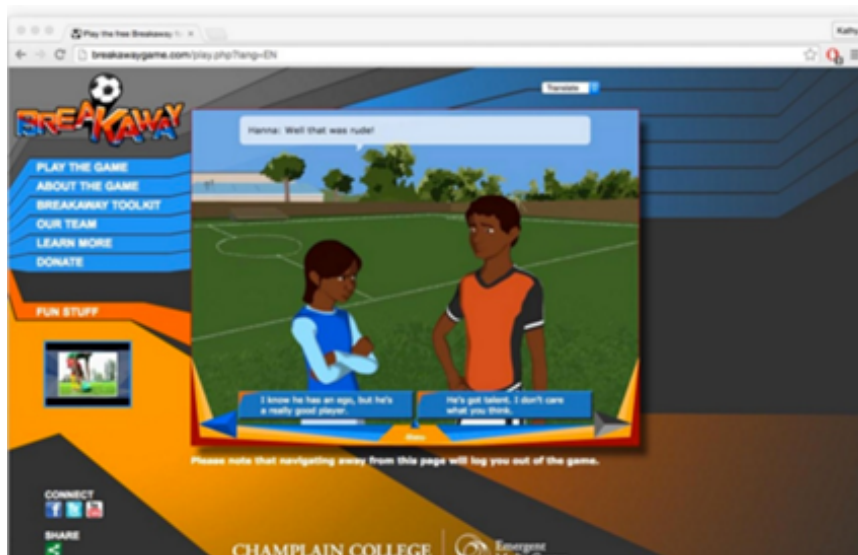 Play the free Breakaway
Kathy
breakawaygame.com/play.php?lang=EN
Translate
BREAKAWAY
Hanna: Well that was rude!
PLAY THE GAME
ABOUT THE GAME
BREAKAWAY TOOLKIT
OUR TEAM
LEARN MORE
DONATE
FUN STUFF
I know he has an ego, but he's
a really good player.
He's got talent. I don't care
what you think.
Menu
Please note that navigating away from this page will log you out of the game.
CONNECT
SHARE
CHAMPLAIN COLLEGE
Emergent